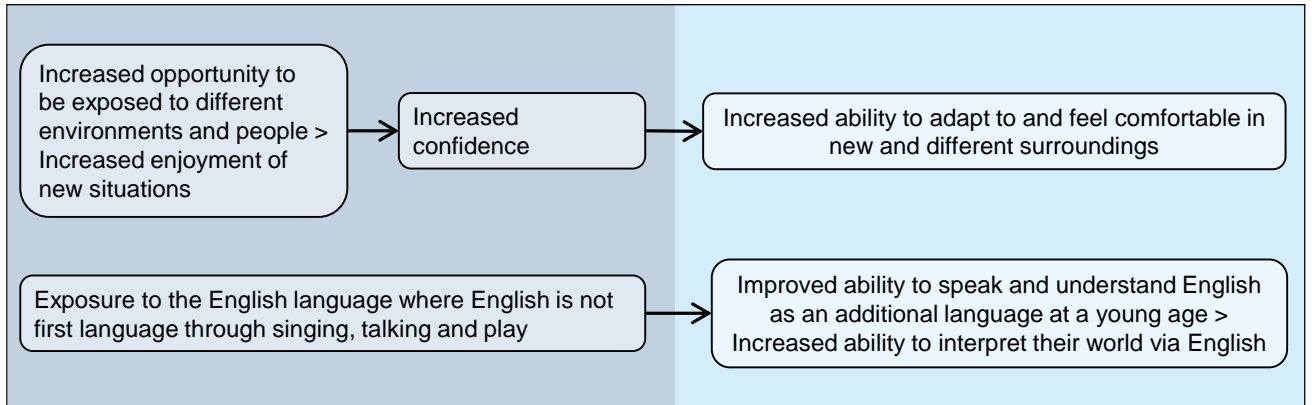 Increased opportunity to
be exposed to different
environments and people >
Increased enjoyment of
new situations
Increased
confidence
Increased ability to adapt to and feel comfortable in
new and different surroundings
Exposure to the English language where English is not
first language through singing, talking and play
Improved ability to speak and understand English
as an additional language at a young age >
Increased ability to interpret their world via English